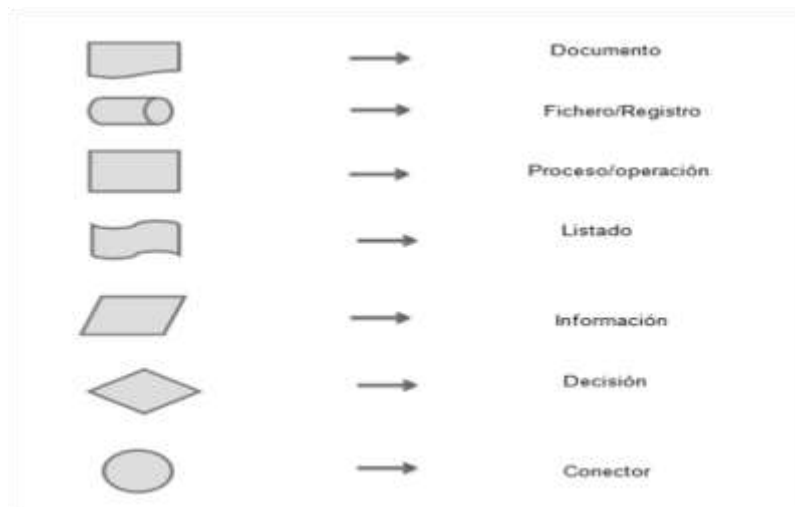 Documento
Fichero/Registro
Proceso/operación
Listado
Información
Decisión
Conector